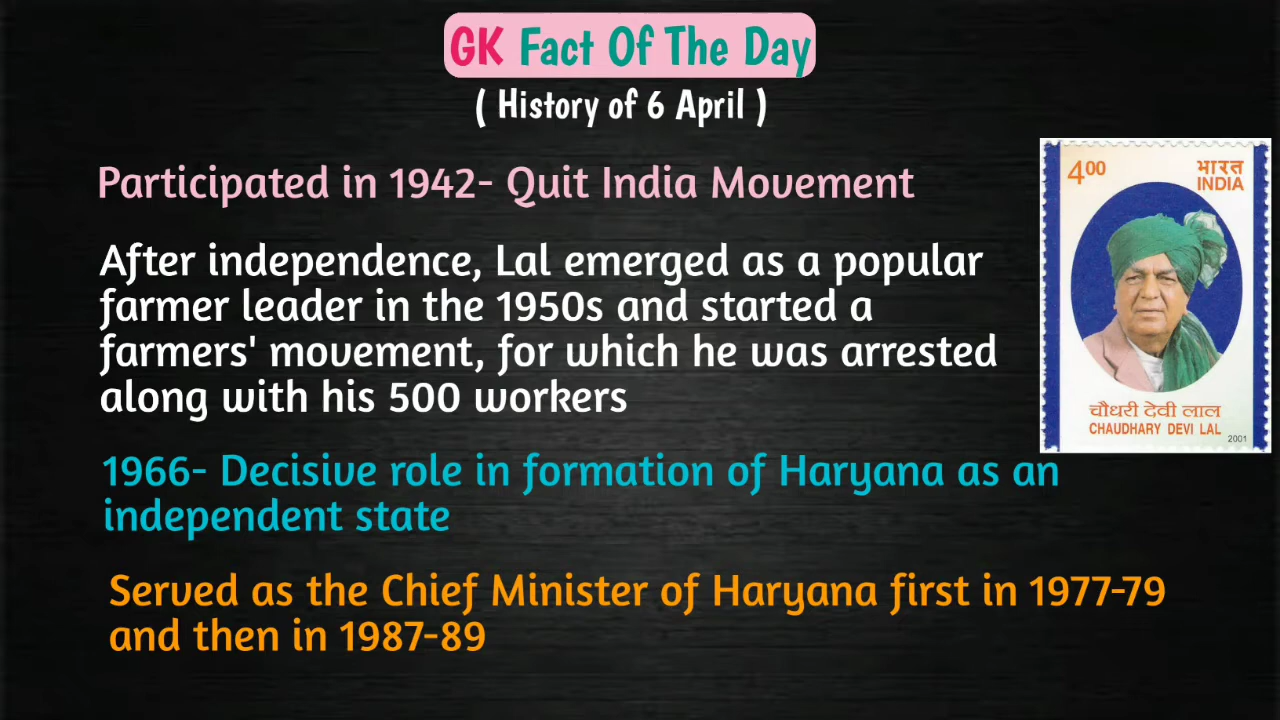 GK Fact Of The Day
( History of 6 April )
Participated in 1942- Quit India Movement
After independence, Lal emerged as a popular
farmer leader in the 1950s and started a
farmers' movement, for which he was arrested
along with his 500 workers
1966- Decisive role in formation of Haryana as an
independent state
Served as the Chief Minister of Haryana first in 1977-79
and then in 1987-89
4⁰⁰
भारत
INDIA
चौधरी देवी लाल
CHAUDHARY DEVI LAL
2001